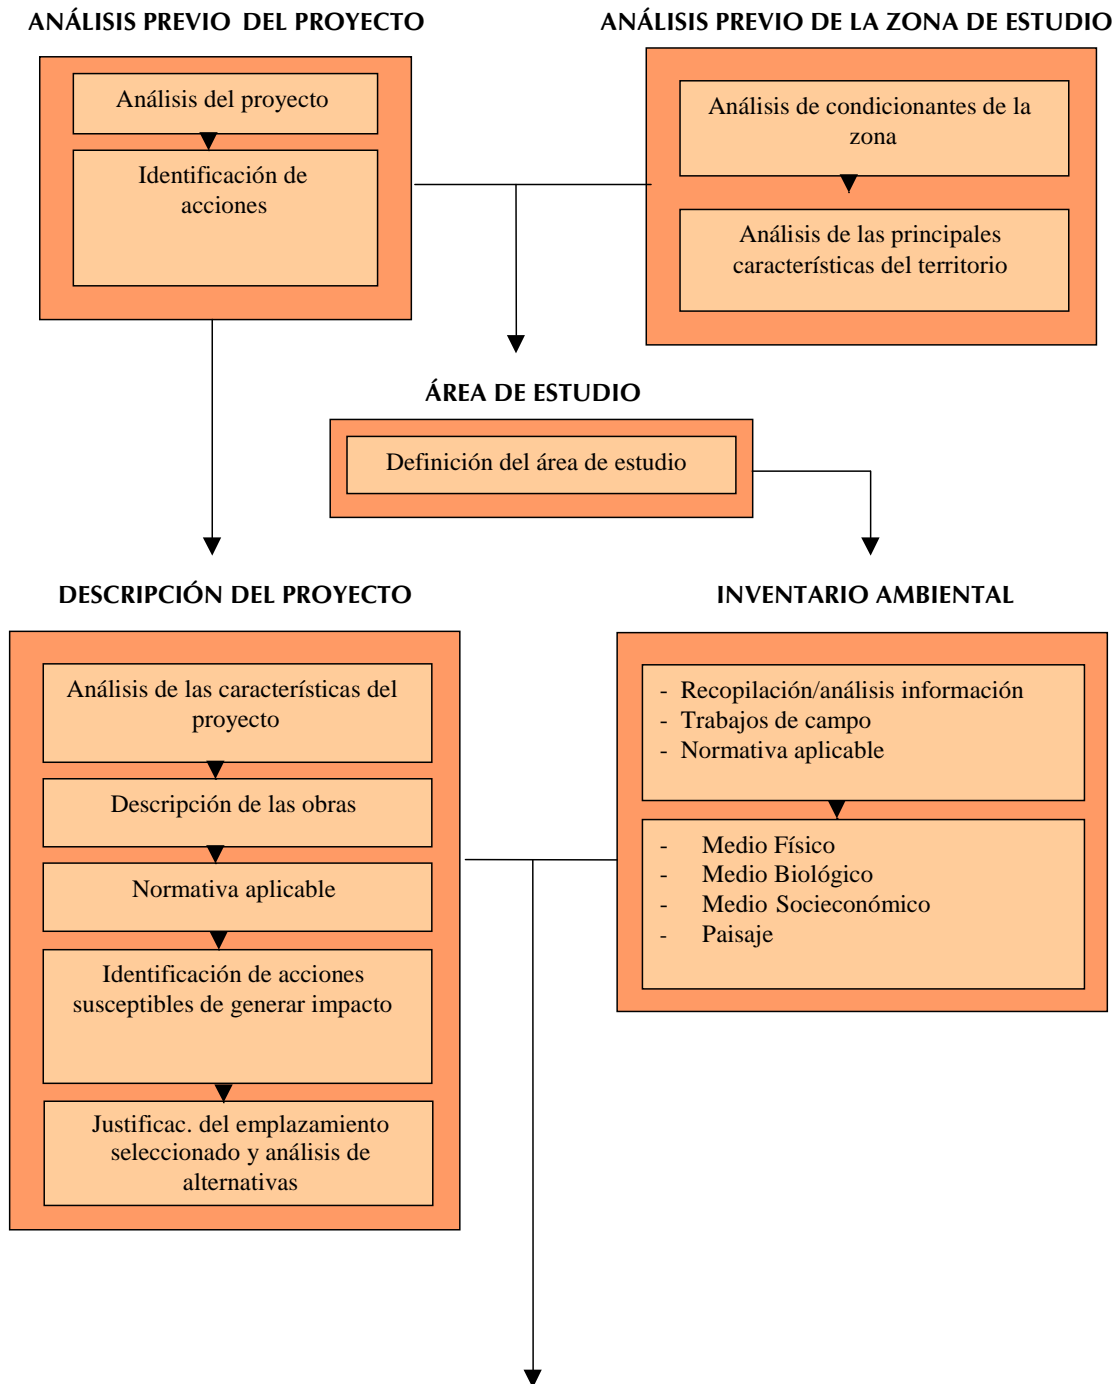 ANÁLISIS PREVIO DEL PROYECTO
Análisis del proyecto
Identificación de
acciones
ANÁLISIS PREVIO DE LA ZONA DE ESTUDIO
Análisis de condicionantes de la
zona
Análisis de las principales
características del territorio
ÁREA DE ESTUDIO
Definición del área de estudio
DESCRIPCIÓN DEL PROYECTO
Análisis de las características del
proyecto
Descripción de las obras
Normativa aplicable
Identificación de acciones
susceptibles de generar impacto
Justificac. del emplazamiento
seleccionado y análisis de
alternativas
INVENTARIO AMBIENTAL
- Recopilación/análisis información
- Trabajos de campo
- Normativa aplicable
- Medio Físico
- Medio Biológico
- Medio Socieconómico
- Paisaje